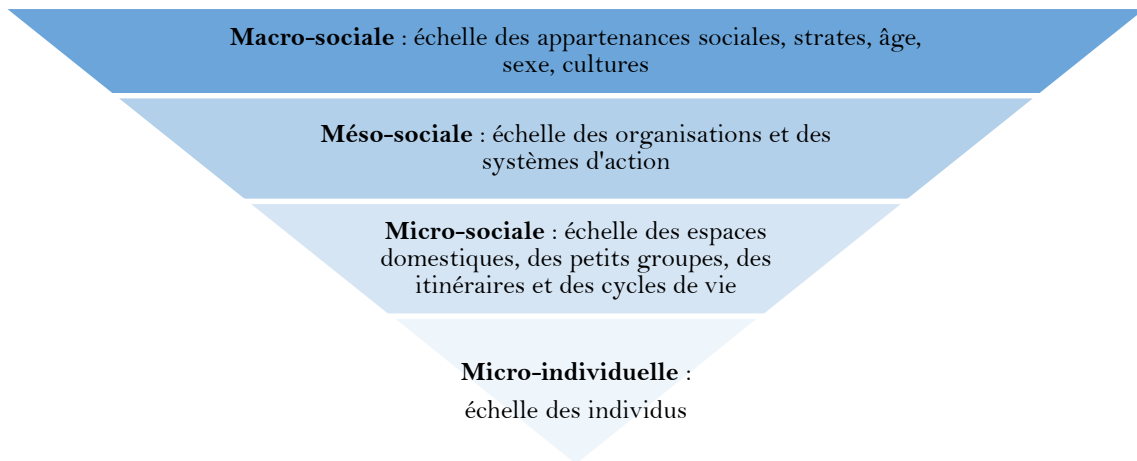 Macro-sociale : échelle des appartenances sociales, strates, âge,
sexe, cultures
Méso-sociale : échelle des organisations et des
systèmes d'action
Micro-sociale : échelle des espaces
domestiques, des petits groupes, des
itinéraires et des cycles de vie
Micro-individuelle :
échelle des individus